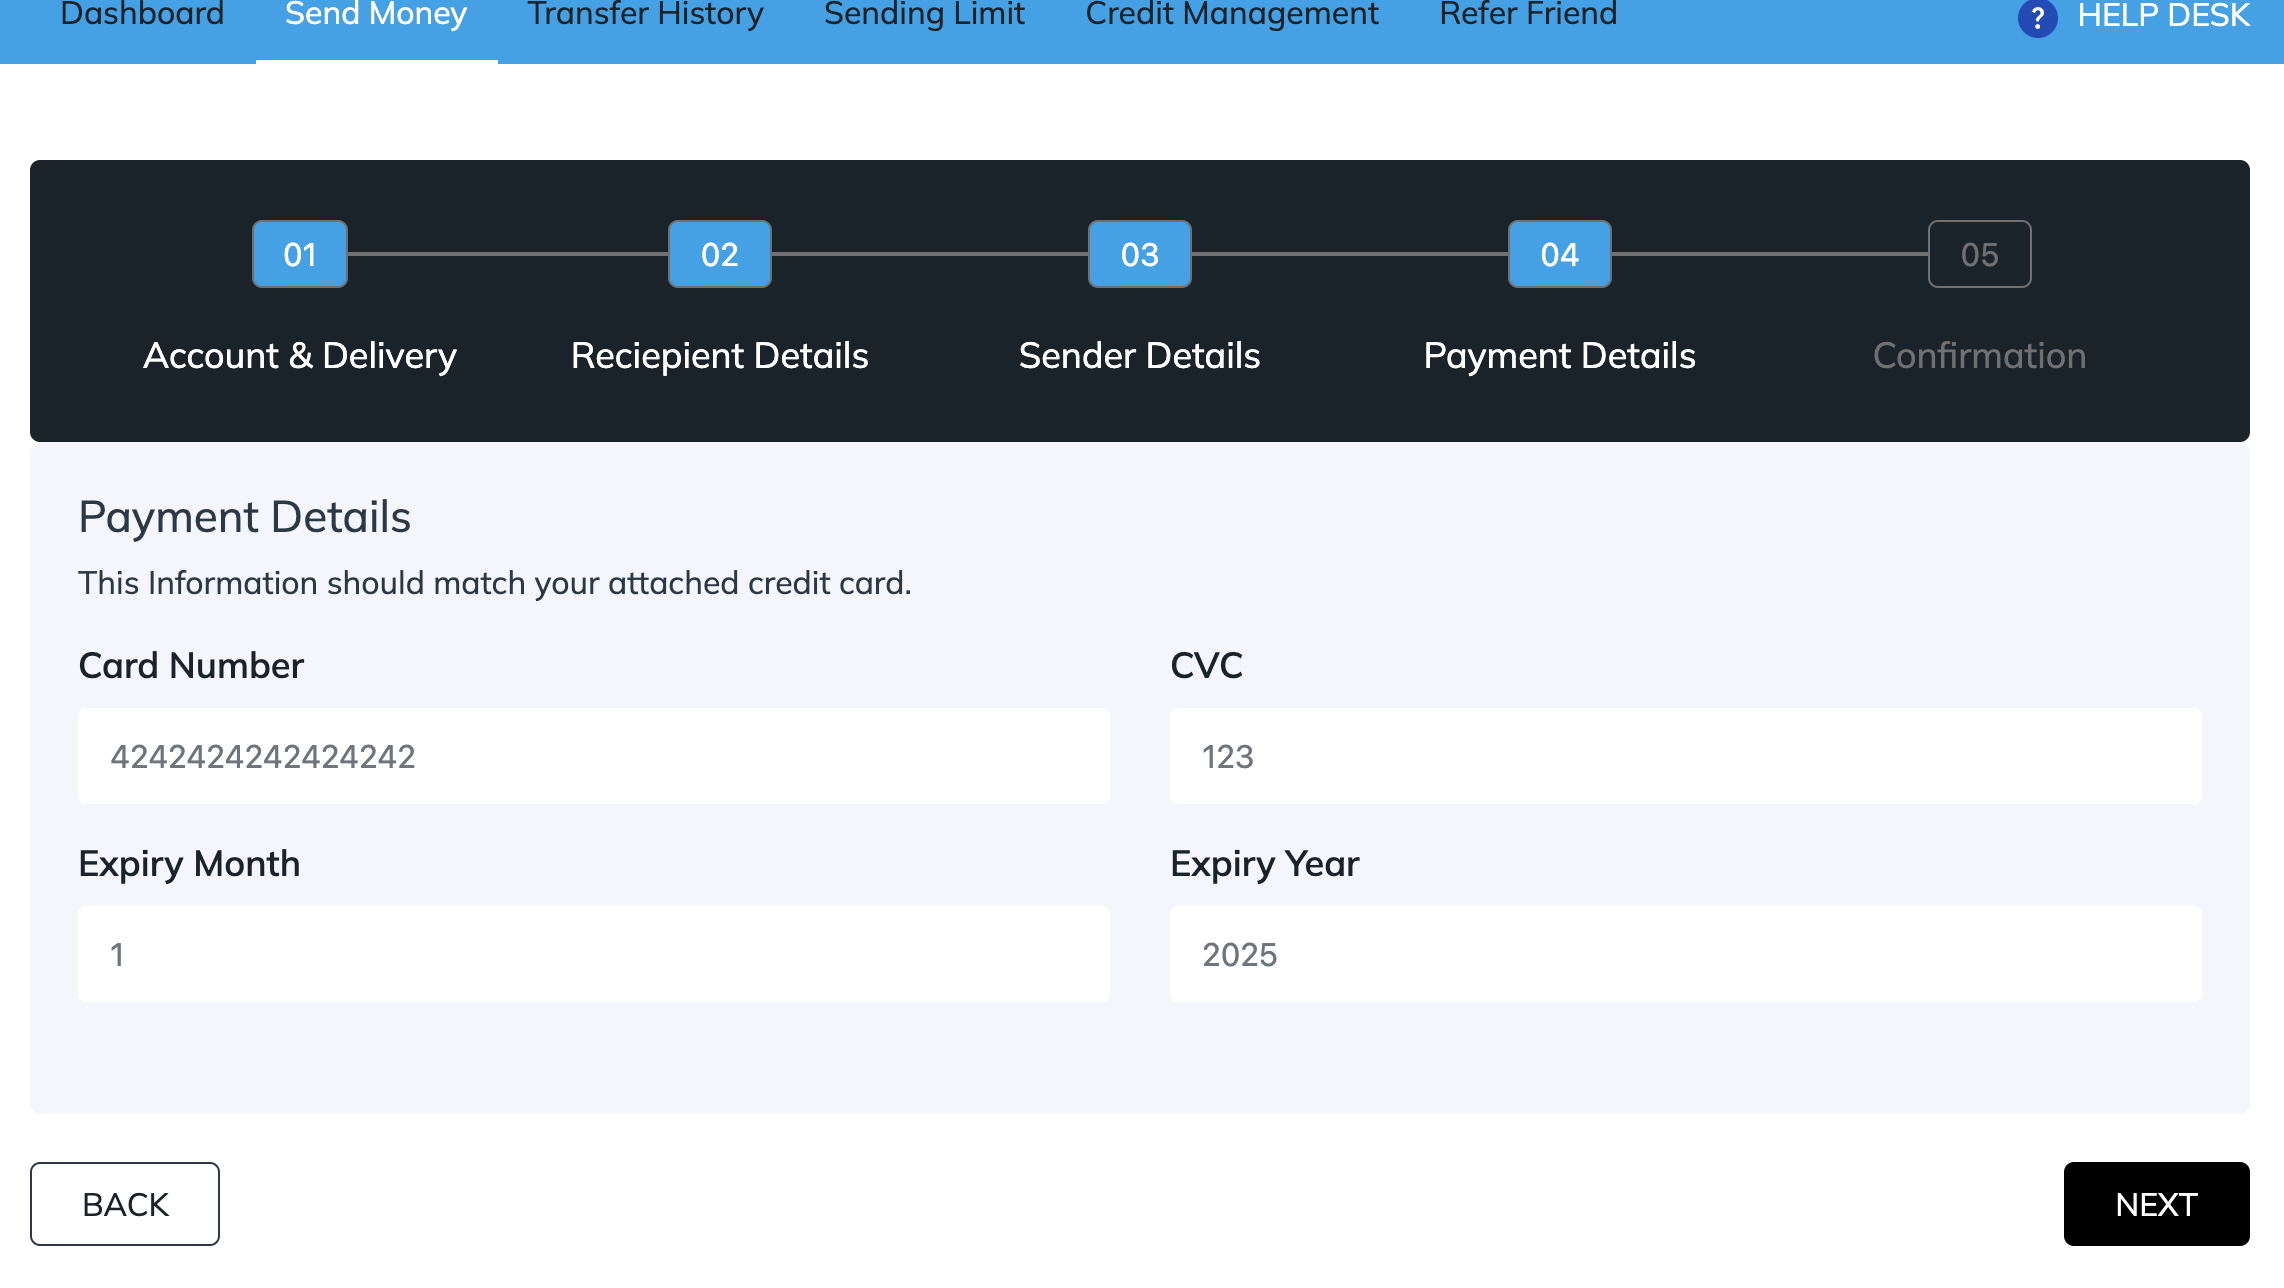 Dashboard Send Money Transfer History Sending Limit Credit Management Refer Friend ? HELP DESK
01 02 03 04 05
Account & Delivery Reciepient Details Sender Details Payment Details Confirmation
Payment Details
This Information should match your attached credit card.
Card Number CVC
4242424242424242 123
Expiry Month Expiry Year
1 2025
BACK NEXT